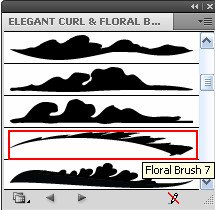 ELEGANT CURL & FLORAL B...
Floral Brush 7